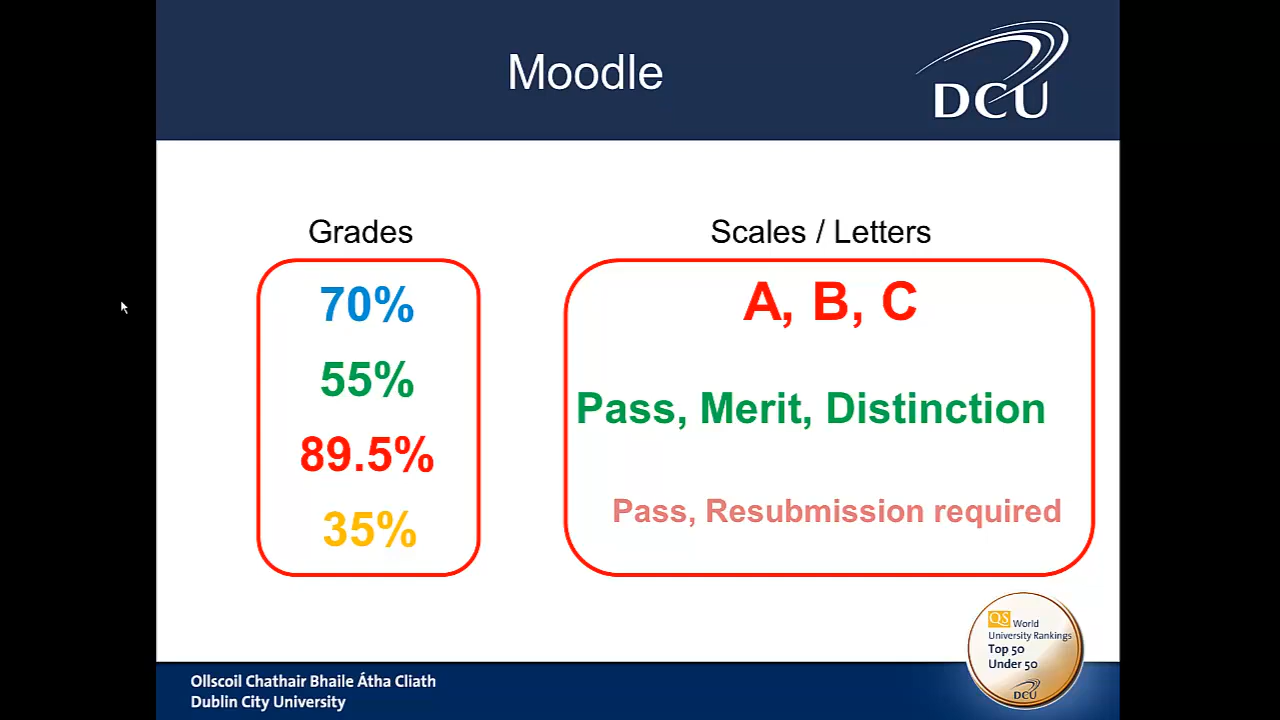 Moodle
DCU
Grades
70%
55%
89.5%
35%
Scales / Letters
A, B, C
Pass, Merit, Distinction
Pass, Resubmission required
QS World
University Rankings
Top 50
Under 50
DCU
Ollscoil Chathair Bhaile Átha Cliath
Dublin City University